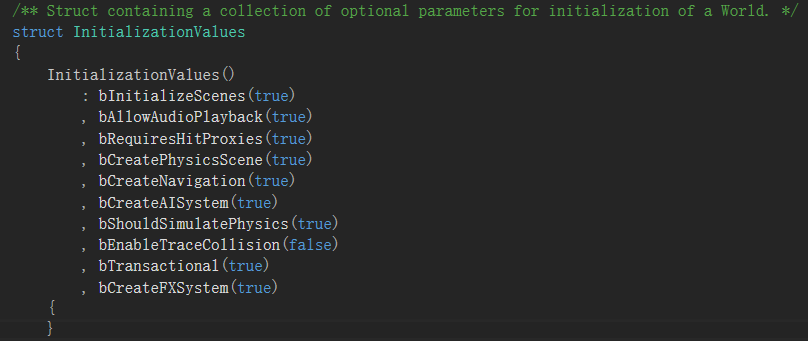 /** Struct containing a collection of optional parameters for initialization of a World. */
struct InitializationValues
{
    InitializationValues()
        : bInitializeScenes(true)
        , bAllowAudioPlayback(true)
        , bRequiresHitProxies(true)
        , bCreatePhysicsScene(true)
        , bCreateNavigation(true)
        , bCreateAISystem(true)
        , bShouldSimulatePhysics(true)
        , bEnableTraceCollision(false)
        , bTransactional(true)
        , bCreateFXSystem(true)
    {
    }